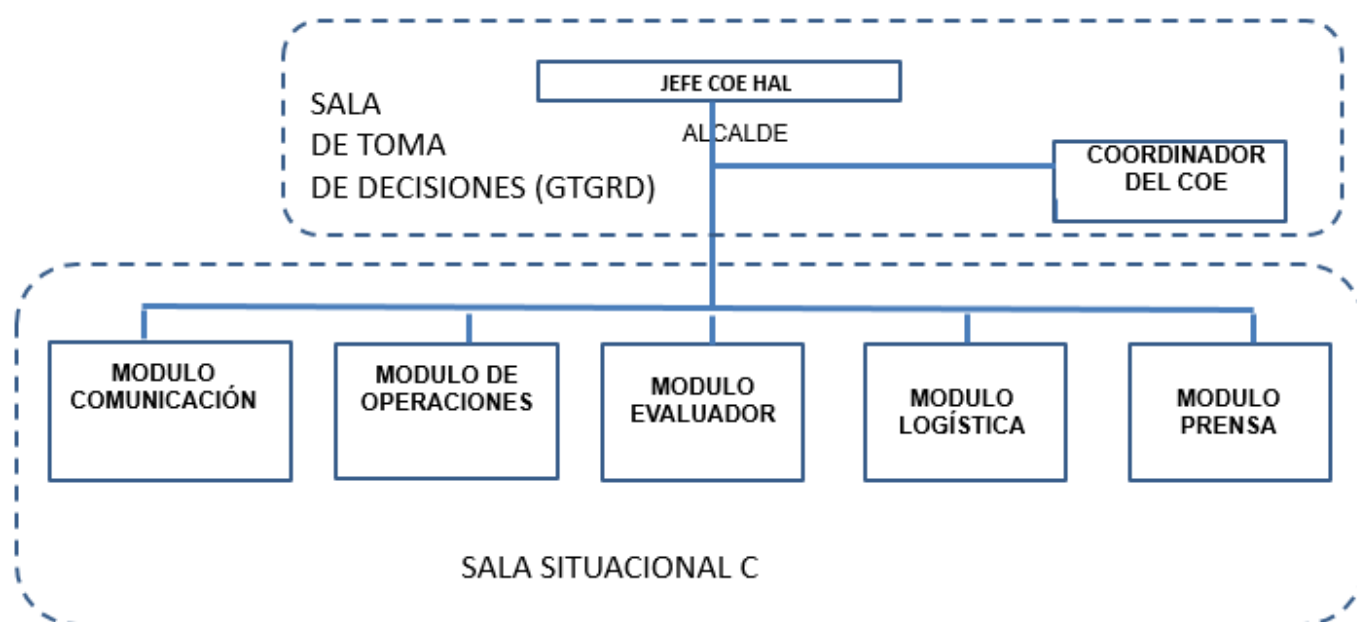 JEFE COE HAL
SALA
DE TOMA
DE DECISIONES (GTGRD)
ALCALDE
COORDINADOR
DEL COE
MODULO
COMUNICACIÓN
MODULO DE
OPERACIONES
MODULO
EVALUADOR
MODULO
LOGÍSTICA
MODULO
PRENSA
SALA SITUACIONAL C